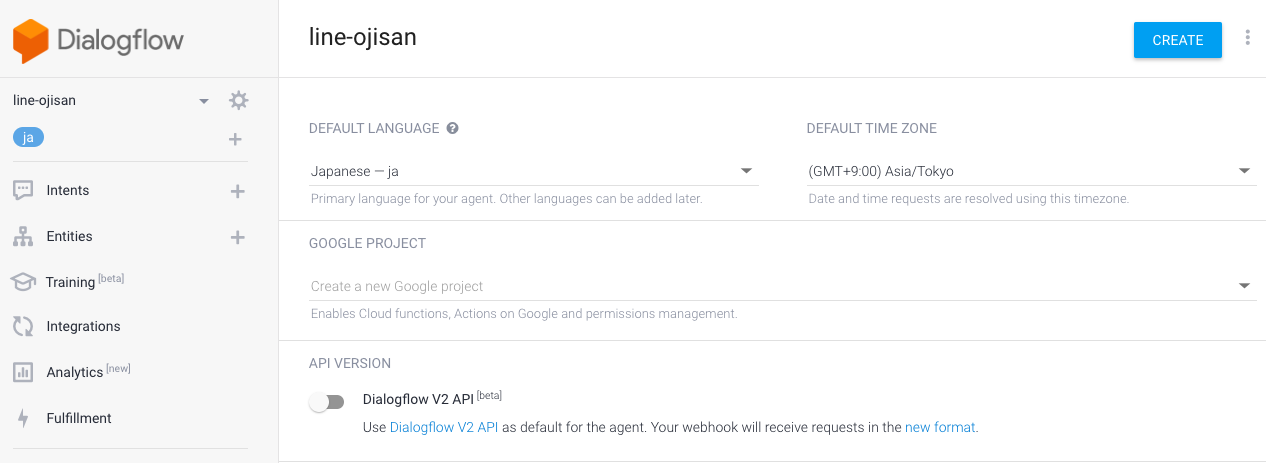 Dialogflow
line-ojisan
CREATE
line-ojisan
ja
Intents
Entities
Training [beta]
Integrations
Analytics [new]
Fulfillment
DEFAULT LANGUAGE
DEFAULT TIME ZONE
Japanese — ja
(GMT+9:00) Asia/Tokyo
Primary language for your agent. Other languages can be added later.
Date and time requests are resolved using this timezone.
GOOGLE PROJECT
Create a new Google project
Enables Cloud functions, Actions on Google and permissions management.
API VERSION
Dialogflow V2 API [beta]
Use Dialogflow V2 API as default for the agent. Your webhook will receive requests in the new format.